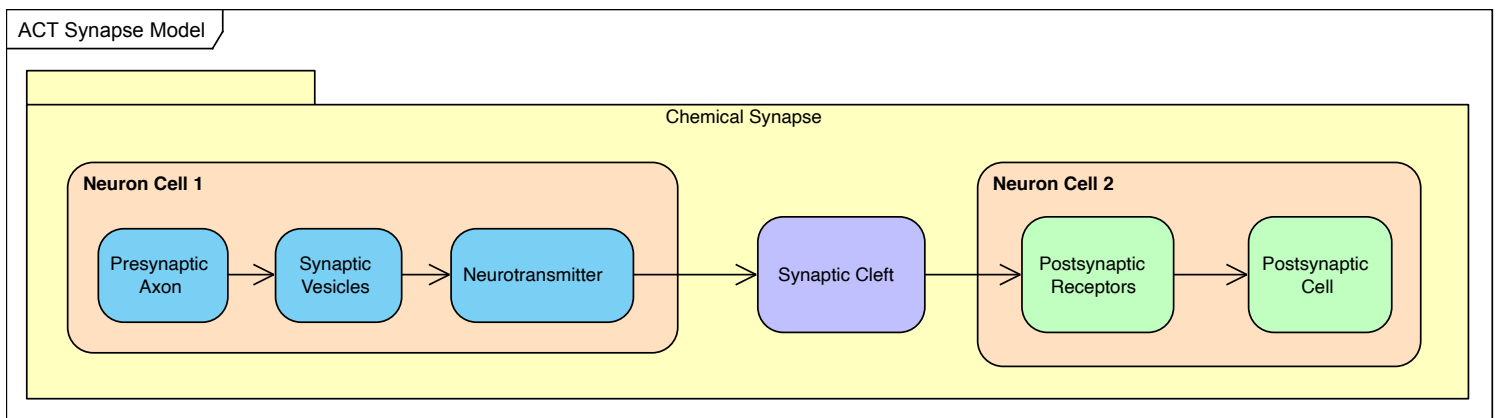 ACT Synapse Model
Chemical Synapse
Neuron Cell 1
Presynaptic
Axon
Synaptic
Vesicles
Neurotransmitter
Synaptic Cleft
Neuron Cell 2
Postsynaptic
Receptors
Postsynaptic
Cell